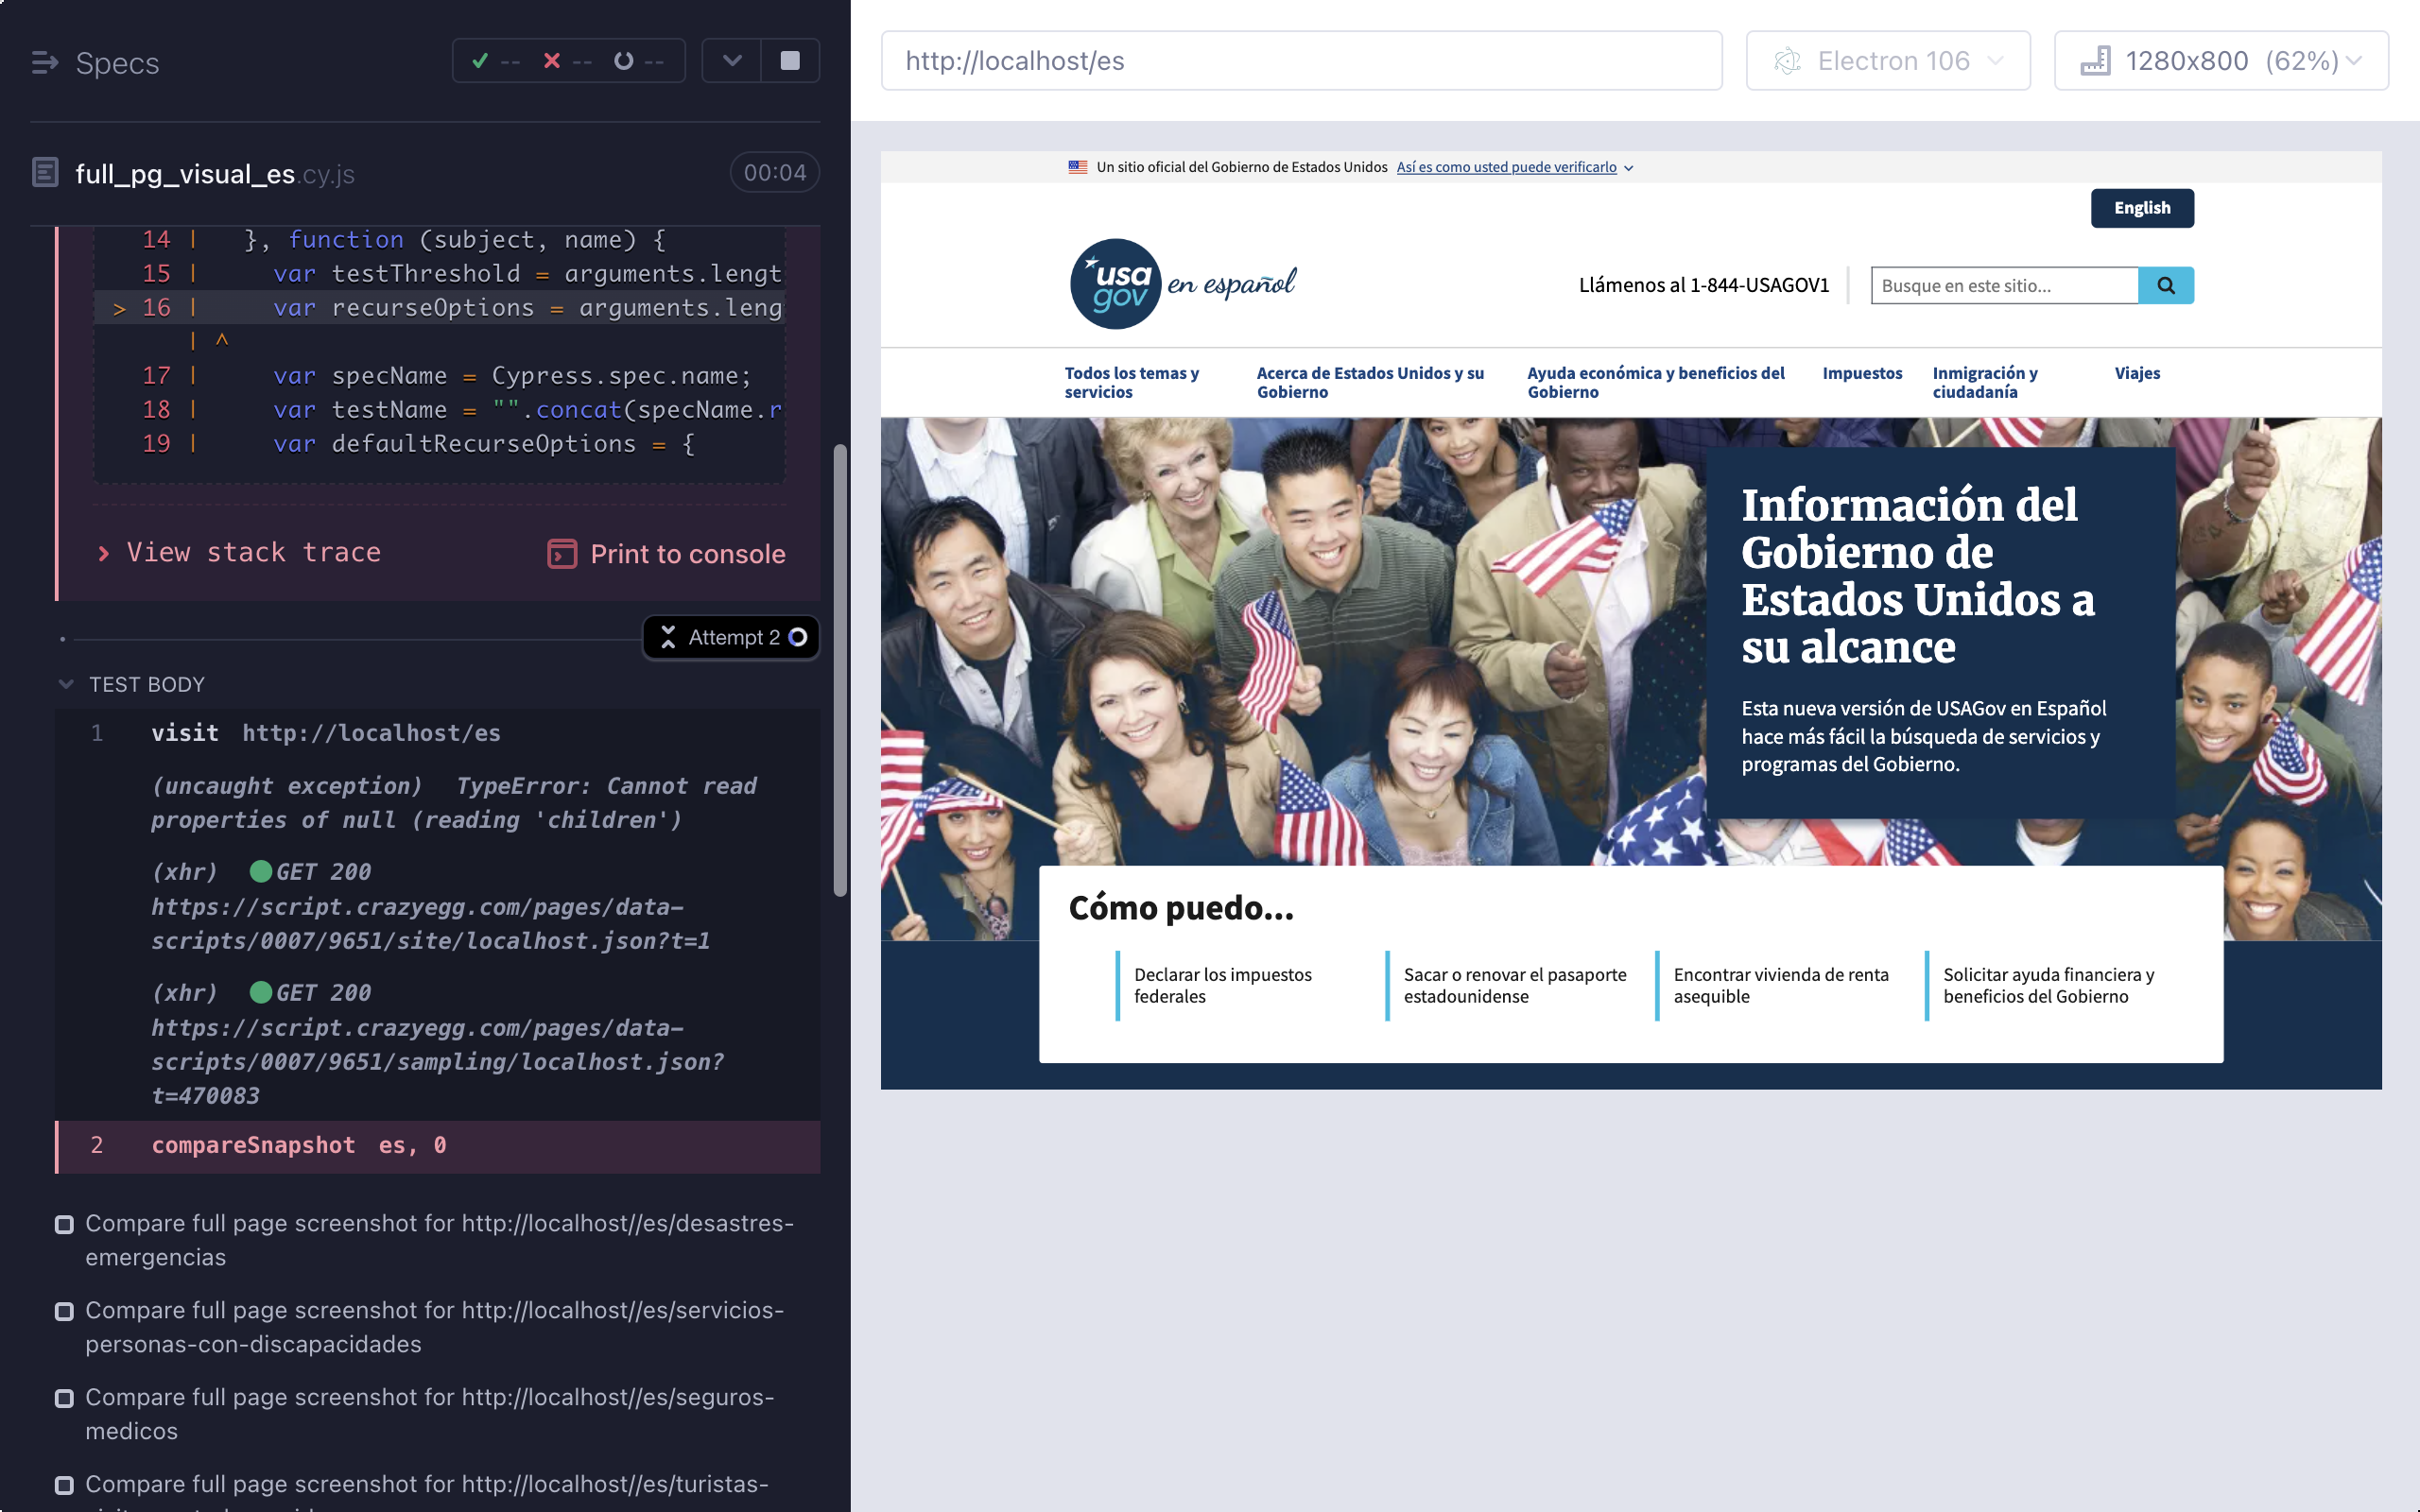 Specs
-- -- --
full_pg_visual_es.cy.js
00:04
14 | }, function (subject, name) {
15 | var testThreshold = arguments.lengt
> 16 | var recurseOptions = arguments.leng
| ^
17 | var specName = Cypress.spec.name;
18 | var testName = "".concat(specName.r
19 | var defaultRecurseOptions = {
View stack trace
Print to console
Attempt 2
TEST BODY
1 visit http://localhost/es
(uncaught exception) TypeError: Cannot read
properties of null (reading 'children')
(xhr) GET 200
https://script.crazyegg.com/pages/data-
scripts/0007/9651/site/localhost.json?t=1
(xhr) GET 200
https://script.crazyegg.com/pages/data-
scripts/0007/9651/sampling/localhost.json?
t=470083
2 compareSnapshot es, 0
Compare full page screenshot for http://localhost//es/desastres-
emergencias
Compare full page screenshot for http://localhost//es/servicios-
personas-con-discapacidades
Compare full page screenshot for http://localhost//es/seguros-
medicos
Compare full page screenshot for http://localhost//es/turistas-
http://localhost/es
Electron 106
1280x800 (62%)
Un sitio oficial del Gobierno de Estados Unidos Así es como usted puede verificarlo
English
usa
gov
en español
Llámenos al 1-844-USAGOV1
Busque en este sitio...
Todos los temas y
servicios
Acerca de Estados Unidos y su
Gobierno
Ayuda económica y beneficios del
Gobierno
Impuestos
Inmigración y
ciudadanía
Viajes
Información del
Gobierno de
Estados Unidos a
su alcance
Esta nueva versión de USAGov en Español
hace más fácil la búsqueda de servicios y
programas del Gobierno.
Cómo puedo...
Declarar los impuestos
federales
Sacar o renovar el pasaporte
estadounidense
Encontrar vivienda de renta
asequible
Solicitar ayuda financiera y
beneficios del Gobierno